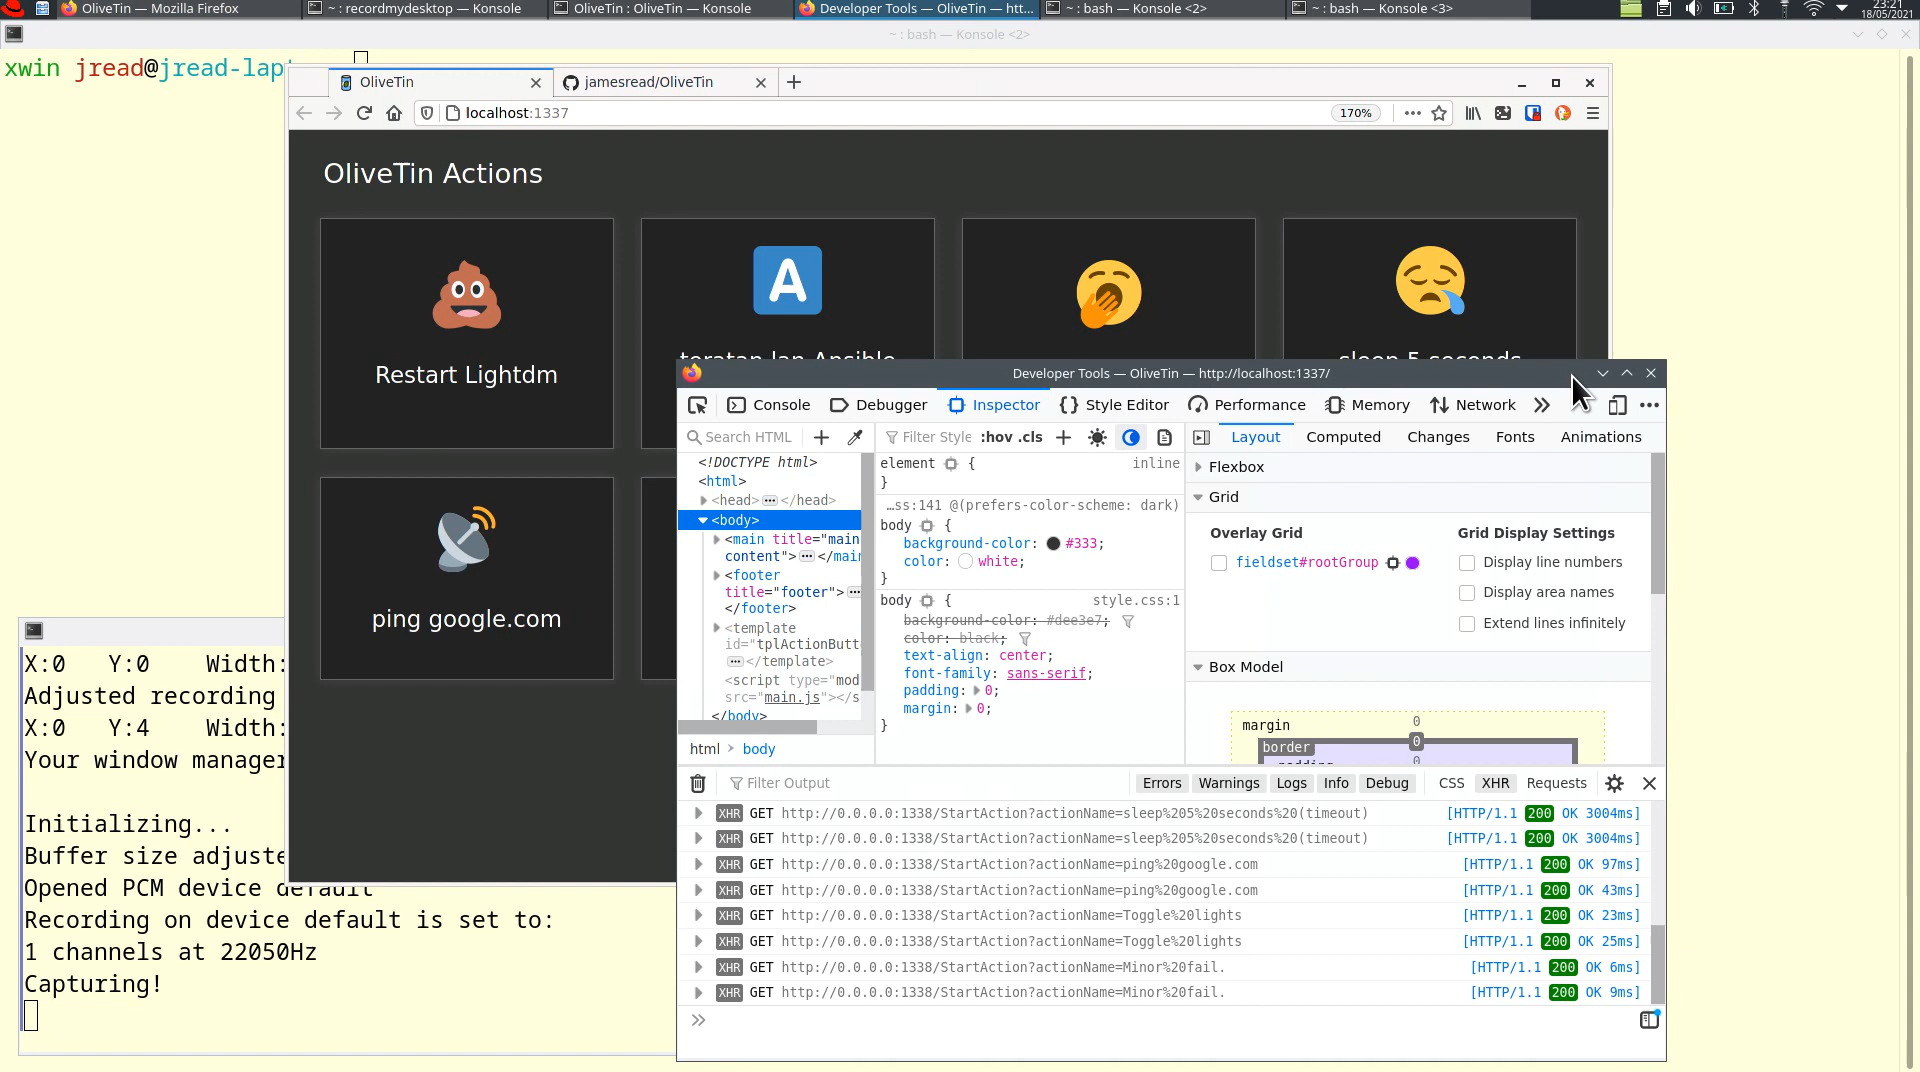 OliveTin — Mozilla Firefox
~ : recordmydesktop — Konsole
OliveTin : OliveTin — Konsole
Developer Tools — OliveTin — htt...
~ : bash — Konsole <2>
~ : bash — Konsole <3>
23:21
18/05/2021
~ : bash — Konsole <2>
xwin jread@jread-lap
OliveTin
jamesread/OliveTin
localhost:1337
170%
OliveTin Actions
A
Restart Lightdm
teratan lan Ansible
sleep 5 seconds
ping google.com
Developer Tools — OliveTin — http://localhost:1337/
Console
Debugger
Inspector
Style Editor
Performance
Memory
Network
Search HTML
Filter Style
:hov .cls
Layout
Computed
Changes
Fonts
Animations
<!DOCTYPE html>
<html>
<head>…</head>
<body>
<main title="main
content">…</main
<footer
title="footer">…
</footer>
<template
id="tplActionButt
…</template>
<script type="mod
src="main.js"></s
</body>
html > body
element { inline
}
…ss:141 @(prefers-color-scheme: dark)
body {
background-color: #333;
color: white;
}
body { style.css:1
background-color: #dee3e7;
color: black;
text-align: center;
font-family: sans-serif;
padding: 0;
margin: 0;
}
Flexbox
Grid
Overlay Grid
fieldset#rootGroup
Grid Display Settings
Display line numbers
Display area names
Extend lines infinitely
Box Model
margin 0
border 0
padding 0
Filter Output
Errors
Warnings
Logs
Info
Debug
CSS
XHR
Requests
XHR GET http://0.0.0.0:1338/StartAction?actionName=sleep%205%20seconds%20(timeout) [HTTP/1.1 200 OK 3004ms]
XHR GET http://0.0.0.0:1338/StartAction?actionName=sleep%205%20seconds%20(timeout) [HTTP/1.1 200 OK 3004ms]
XHR GET http://0.0.0.0:1338/StartAction?actionName=ping%20google.com [HTTP/1.1 200 OK 97ms]
XHR GET http://0.0.0.0:1338/StartAction?actionName=ping%20google.com [HTTP/1.1 200 OK 43ms]
XHR GET http://0.0.0.0:1338/StartAction?actionName=Toggle%20lights [HTTP/1.1 200 OK 23ms]
XHR GET http://0.0.0.0:1338/StartAction?actionName=Toggle%20lights [HTTP/1.1 200 OK 25ms]
XHR GET http://0.0.0.0:1338/StartAction?actionName=Minor%20fail. [HTTP/1.1 200 OK 6ms]
XHR GET http://0.0.0.0:1338/StartAction?actionName=Minor%20fail. [HTTP/1.1 200 OK 9ms]
X:0 Y:0 Width:
Adjusted recording
X:0 Y:4 Width:
Your window manager
Initializing...
Buffer size adjuste
Opened PCM device default
Recording on device default is set to:
1 channels at 22050Hz
Capturing!